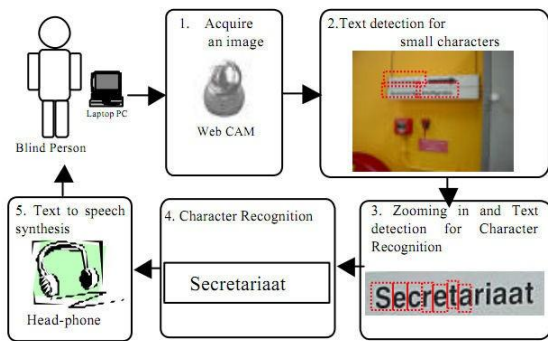 1. Acquire
an image
Web CAM
2.Text detection for
small characters
Laptop PC
Blind Person
3. Zooming in and Text
detection for Character
Recognition
Secretariaat
4. Character Recognition
Secretariaat
5. Text to speech
synthesis
Head-phone